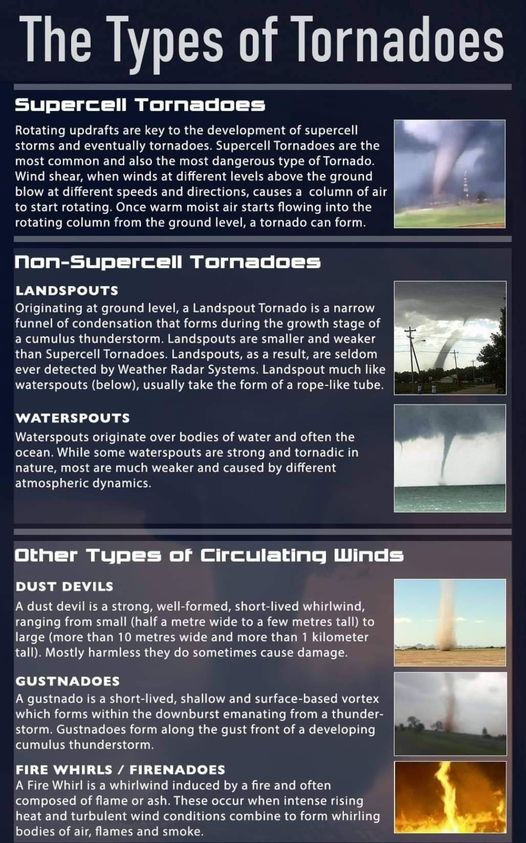 The Types of Tornadoes
Supercell Tornadoes
Rotating updrafts are key to the development of supercell
storms and eventually tornadoes. Supercell Tornadoes are the
most common and also the most dangerous type of Tornado.
Wind shear, when winds at different levels above the ground
blow at different speeds and directions, causes a column of air
to start rotating. Once warm moist air starts flowing into the
rotating column from the ground level, a tornado can form.
Non-Supercell Tornadoes
LANDSPOUTS
Originating at ground level, a Landspout Tornado is a narrow
funnel of condensation that forms during the growth stage of
a cumulus thunderstorm. Landspouts are smaller and weaker
than Supercell Tornadoes. Landspouts, as a result, are seldom
ever detected by Weather Radar Systems. Landspout much like
waterspouts (below), usually take the form of a rope-like tube.
WATERSPOUTS
Waterspouts originate over bodies of water and often the
ocean. While some waterspouts are strong and tornadic in
nature, most are much weaker and caused by different
atmospheric dynamics.
Other Types of Circulating Winds
DUST DEVILS
A dust devil is a strong, well-formed, short-lived whirlwind,
ranging from small (half a metre wide to a few metres tall) to
large (more than 10 metres wide and more than 1 kilometer
tall). Mostly harmless they do sometimes cause damage.
GUSTNADOES
A gustnado is a short-lived, shallow and surface-based vortex
which forms within the downburst emanating from a thunder-
storm. Gustnadoes form along the gust front of a developing
cumulus thunderstorm.
FIRE WHIRLS / FIRENADOES
A Fire Whirl is a whirlwind induced by a fire and often
composed of flame or ash. These occur when intense rising
heat and turbulent wind conditions combine to form whirling
bodies of air, flames and smoke.